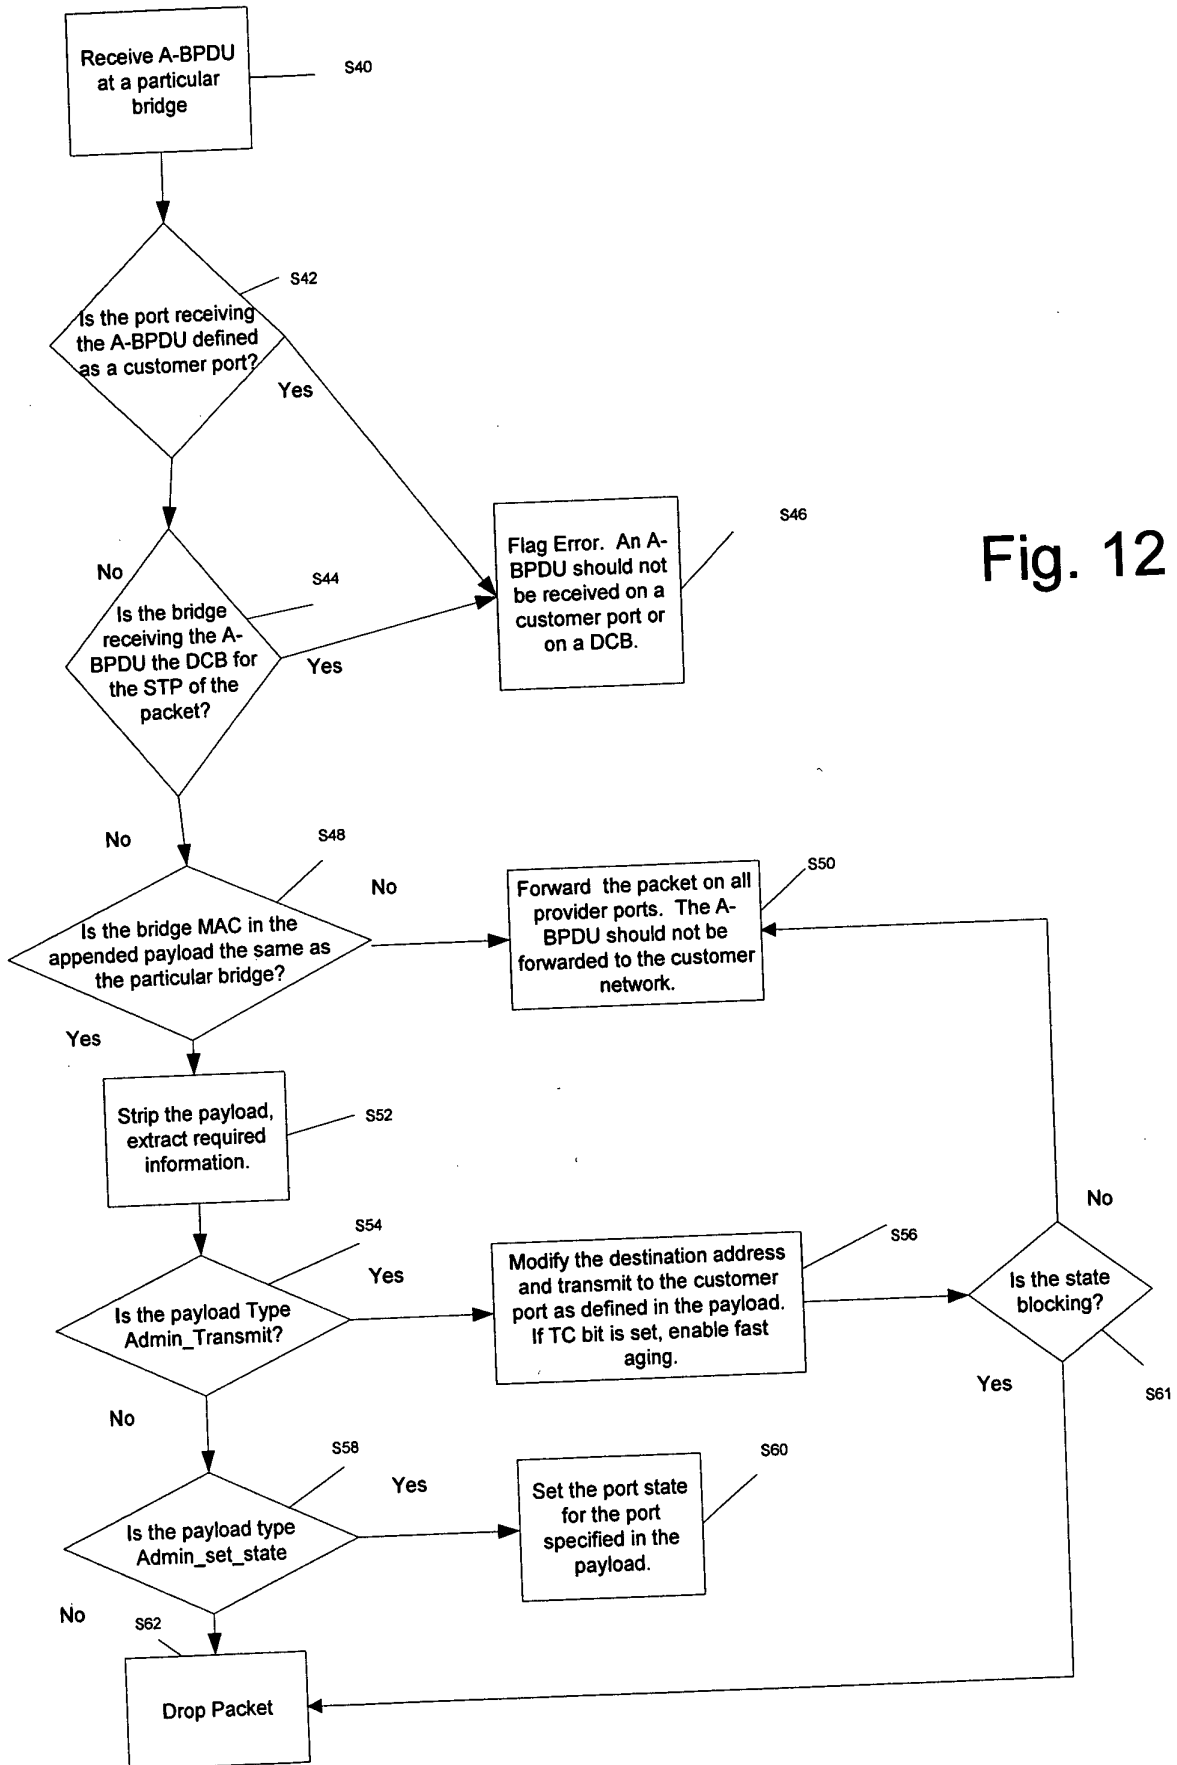 Receive A-BPDU
at a particular
bridge
S40
S42
Is the port receiving
the A-BPDU defined
as a customer port?
Yes
No
S44
Is the bridge
receiving the A-
BPDU the DCB for
the STP of the
packet?
Yes
S46
Flag Error. An A-
BPDU should not
be received on a
customer port or
on a DCB.
Fig. 12
No
S48
Is the bridge MAC in the
appended payload the same as
the particular bridge?
No
S50
Forward the packet on all
provider ports. The A-
BPDU should not be
forwarded to the customer
network.
Yes
Strip the payload,
extract required
information.
S52
S54
Is the payload Type
Admin_Transmit?
Yes
Modify the destination address
and transmit to the customer
port as defined in the payload.
If TC bit is set, enable fast
aging.
S56
No
Is the state
blocking?
Yes
S61
No
S58
Is the payload type
Admin_set_state
Yes
S60
Set the port state
for the port
specified in the
payload.
No
S62
Drop Packet